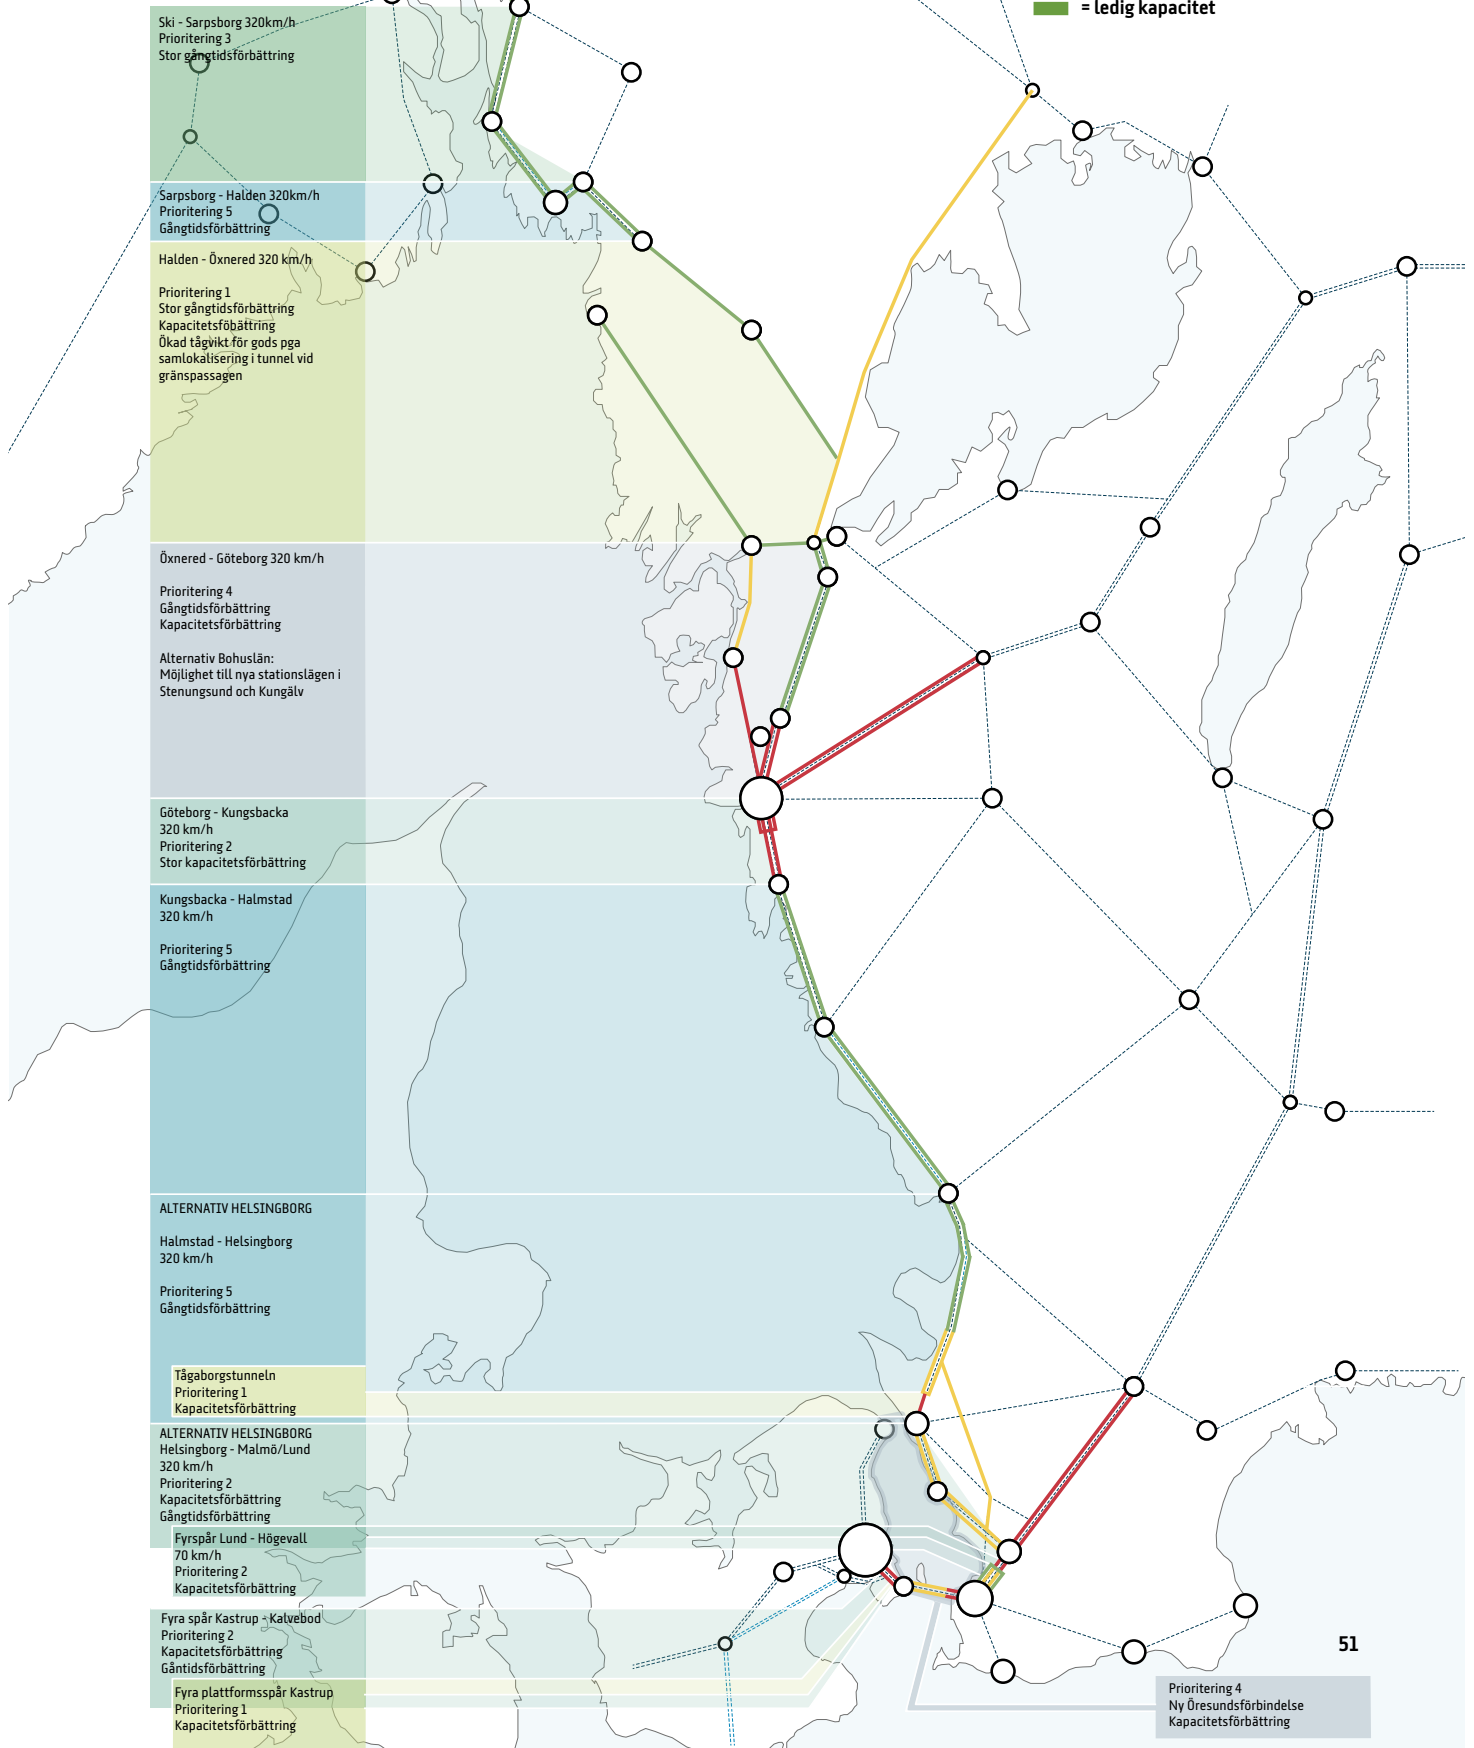 = ledig kapacitet
Ski - Sarpsborg 320km/h
Prioritering 3
Stor gångtidsförbättring
Sarpsborg - Halden 320km/h
Prioritering 5
Gångtidsförbättring
Halden - Öxnered 320 km/h
Prioritering 1
Stor gångtidsförbättring
Kapacitetsföbättring
Ökad tågvikt för gods pga
samlokalisering i tunnel vid
gränspassagen
Öxnered - Göteborg 320 km/h
Prioritering 4
Gångtidsförbättring
Kapacitetsförbättring
Alternativ Bohuslän:
Möjlighet till nya stationslägen i
Stenungsund och Kungälv
Göteborg - Kungsbacka
320 km/h
Prioritering 2
Stor kapacitetsförbättring
Kungsbacka - Halmstad
320 km/h
Prioritering 5
Gångtidsförbättring
ALTERNATIV HELSINGBORG
Halmstad - Helsingborg
320 km/h
Prioritering 5
Gångtidsförbättring
Tågaborgstunneln
Prioritering 1
Kapacitetsförbättring
ALTERNATIV HELSINGBORG
Helsingborg - Malmö/Lund
320 km/h
Prioritering 2
Kapacitetsförbättring
Gångtidsförbättring
Fyrspår Lund - Högevall
70 km/h
Prioritering 2
Kapacitetsförbättring
Fyra spår Kastrup - Kalvebod
Prioritering 2
Kapacitetsförbättring
Gåntidsförbättring
Fyra plattformsspår Kastrup
Prioritering 1
Kapacitetsförbättring
51
Prioritering 4
Ny Öresundsförbindelse
Kapacitetsförbättring